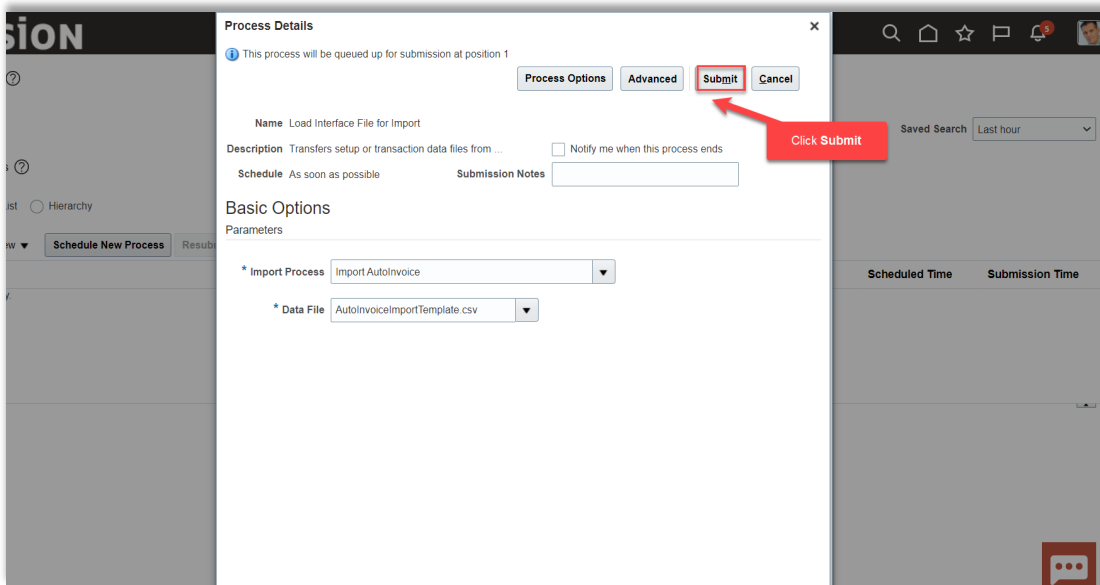 sion
Process Details
This process will be queued up for submission at position 1
Process Options Advanced Submit Cancel
5
Name Load Interface File for Import
Click Submit
Saved Search Last hour
Description Transfers setup or transaction data files from ...
Notify me when this process ends
Schedule As soon as possible
Submission Notes
ist Hierarchy
Basic Options
Parameters
ew Schedule New Process Resub
* Import Process Import AutoInvoice
Scheduled Time Submission Time
* Data File AutoInvoiceImportTemplate.csv